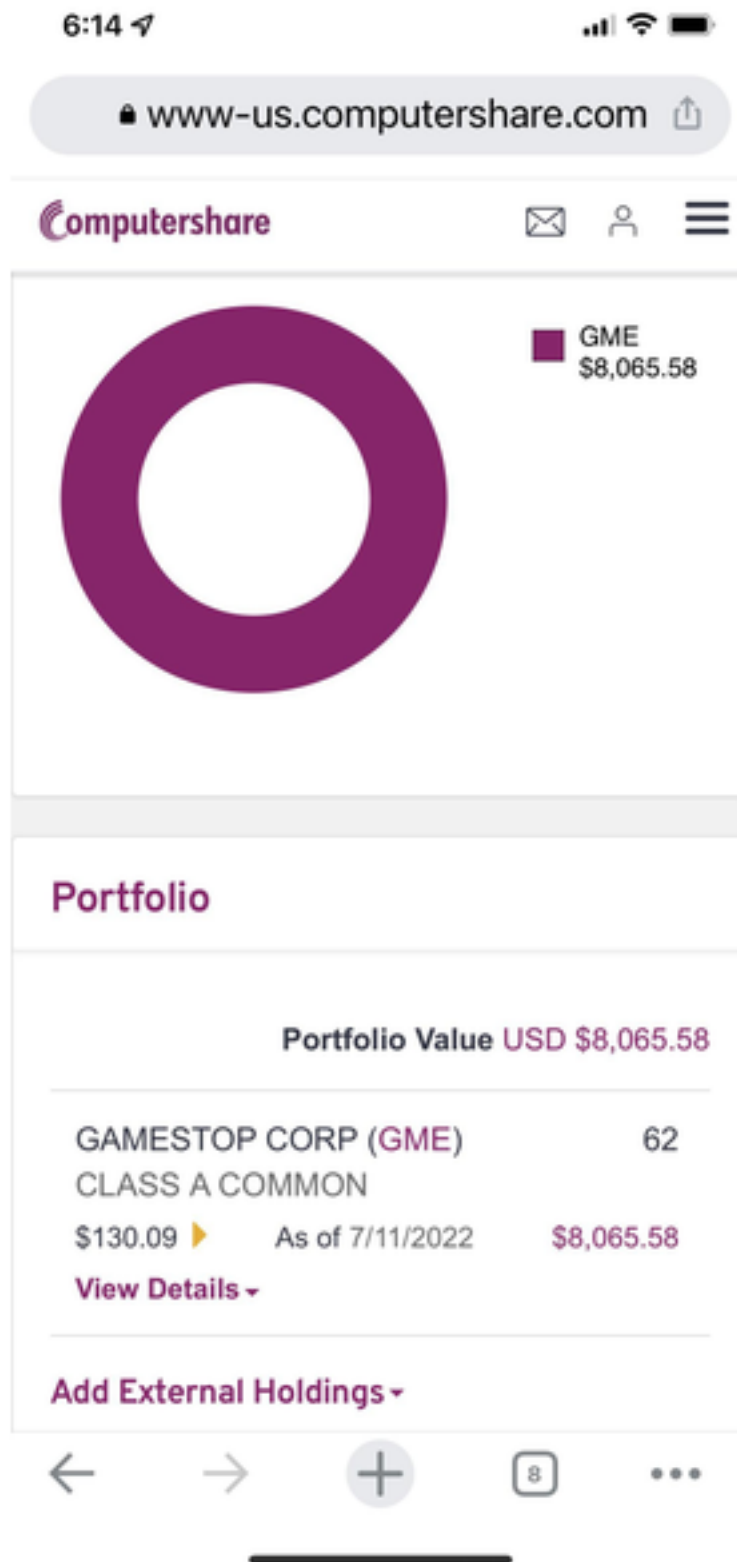 6:14
www-us.computershare.com
Computershare
GME
$8,065.58
Portfolio
Portfolio Value USD $8,065.58
GAMESTOP CORP (GME) 62
CLASS A COMMON
$130.09 As of 7/11/2022 $8,065.58
View Details
Add External Holdings
8